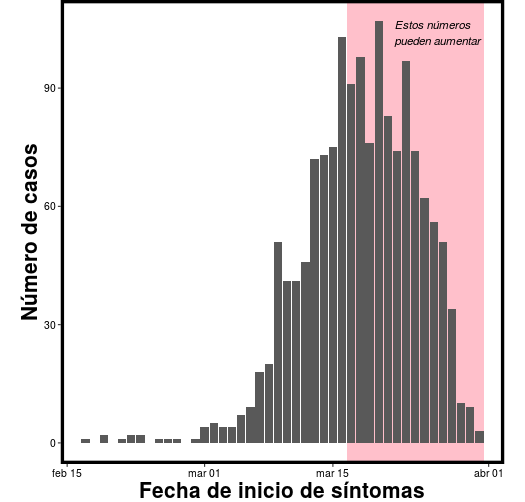 Estos números
pueden aumentar
90
60
30
0
Número de casos
feb 15
mar 01
mar 15
abr 01
Fecha de inicio de síntomas